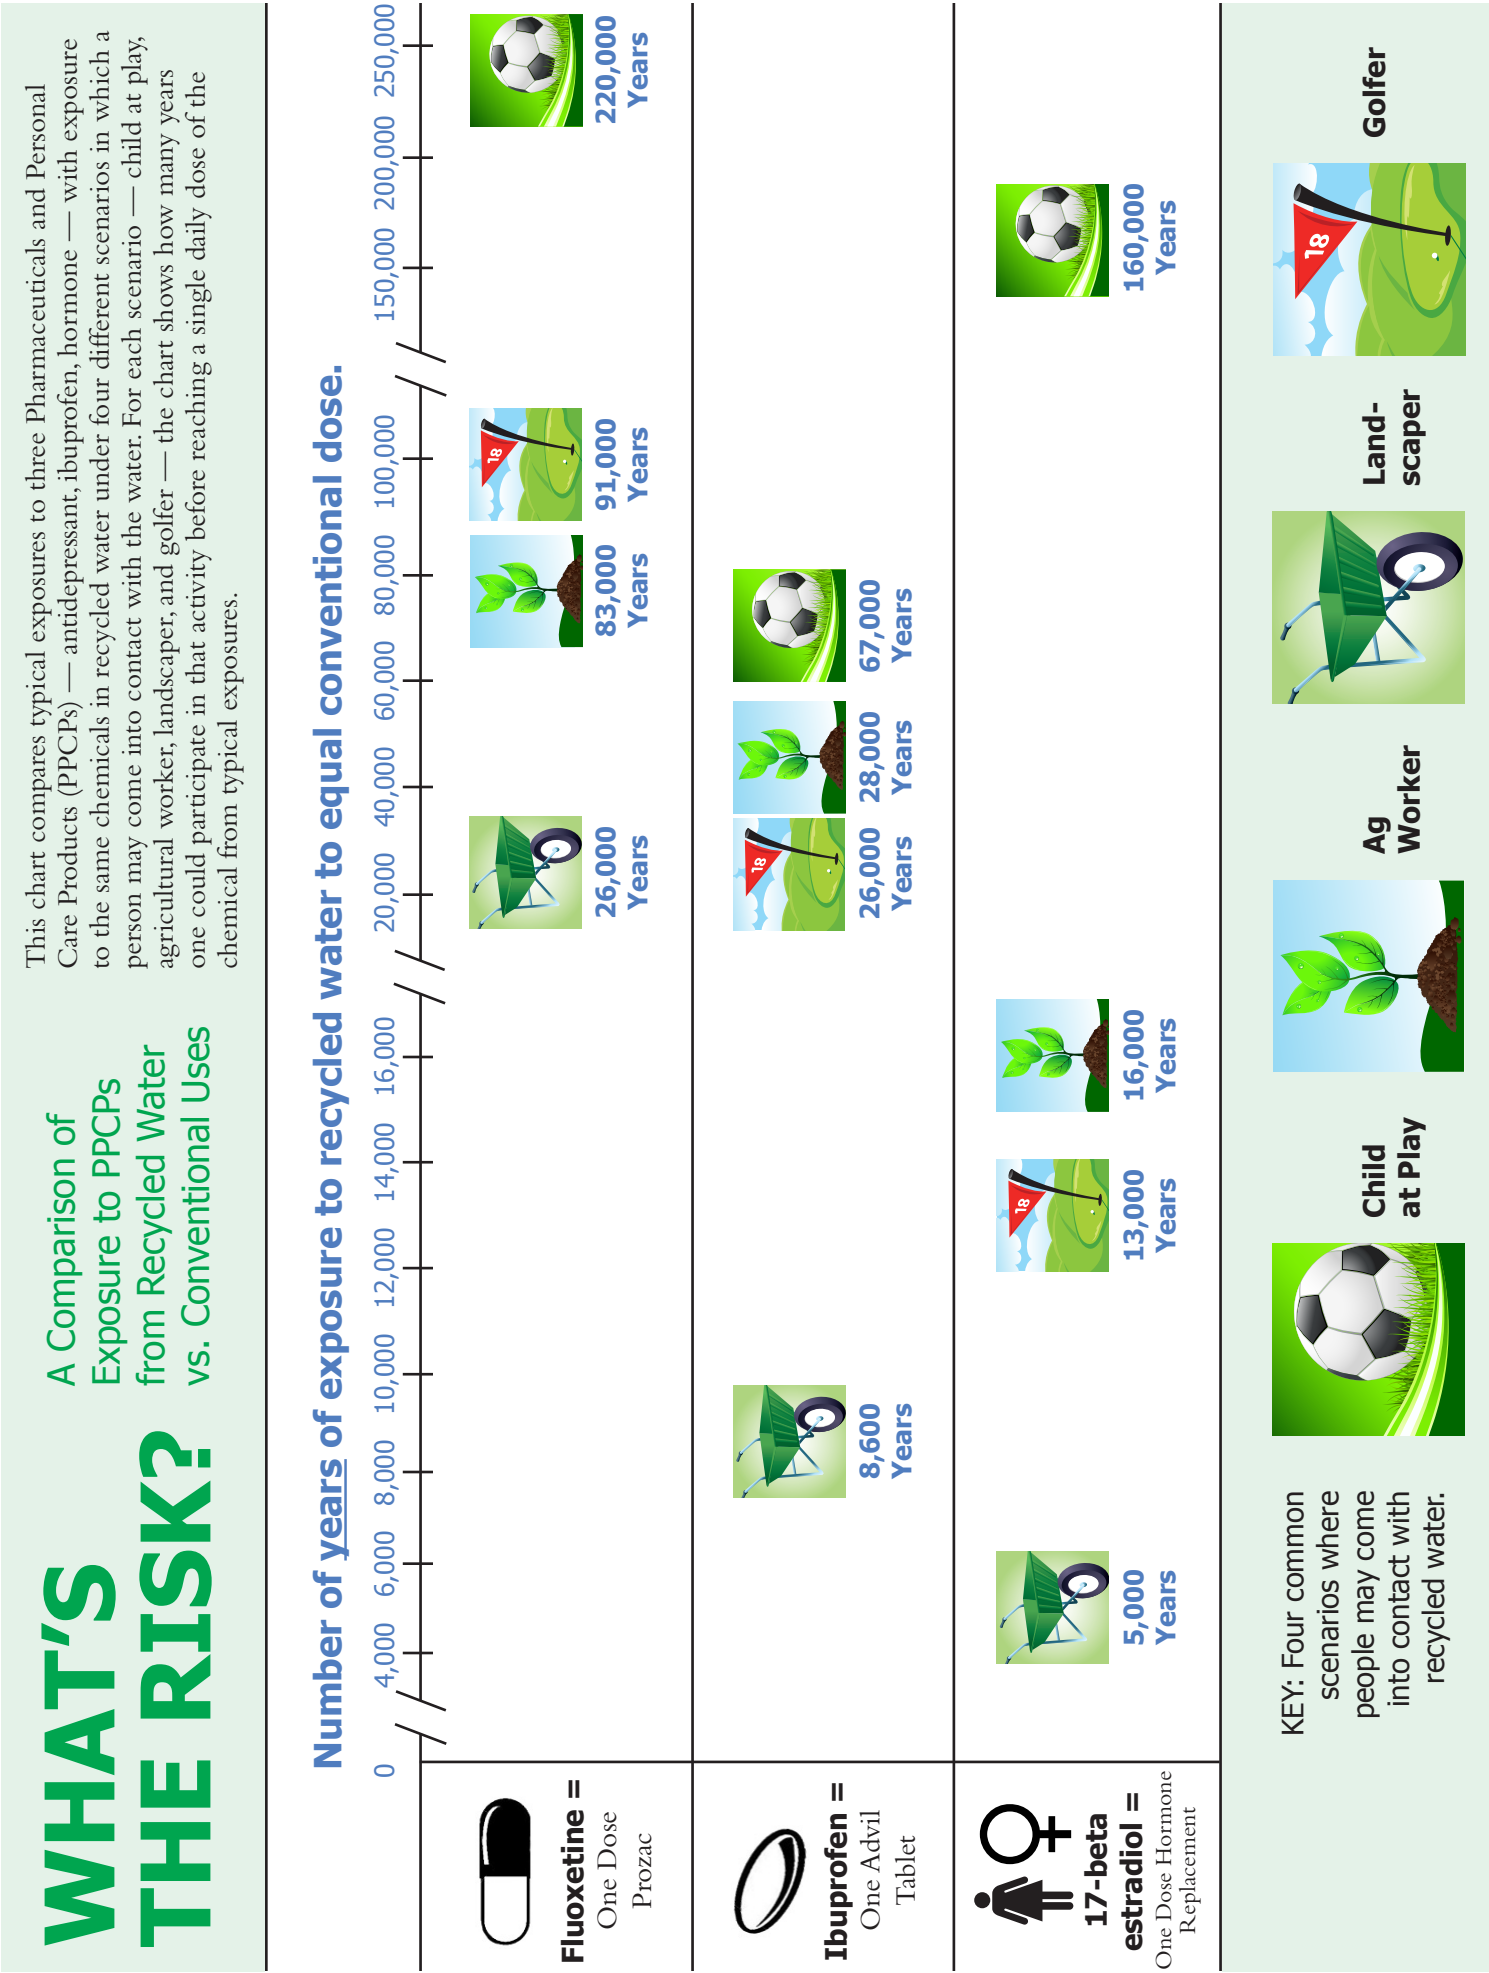 WHAT'S
THE RISK?
A Comparison of
Exposure to PPCPs
from Recycled Water
vs. Conventional Uses
This chart compares typical exposures to three Pharmaceuticals and Personal
Care Products (PPCPs) — antidepressant, ibuprofen, hormone — with exposure
to the same chemicals in recycled water under four different scenarios in which a
person may come into contact with the water. For each scenario — child at play,
agricultural worker, landscaper, and golfer — the chart shows how many years
one could participate in that activity before reaching a single daily dose of the
chemical from typical exposures.
Number of years of exposure to recycled water to equal conventional dose.
0 4,000 6,000 8,000 10,000 12,000 14,000 16,000 20,000 40,000 60,000 80,000 100,000 150,000 200,000 250,000
Fluoxetine =
One Dose
Prozac
26,000
Years
83,000
Years
18
91,000
Years
220,000
Years
Ibuprofen =
One Advil
Tablet
8,600
Years
18
26,000
Years
28,000
Years
67,000
Years
17-beta
estradiol =
One Dose Hormone
Replacement
5,000
Years
18
13,000
Years
16,000
Years
160,000
Years
KEY: Four common
scenarios where
people may come
into contact with
recycled water.
Child
at Play
Ag
Worker
Land-
scaper
18
Golfer